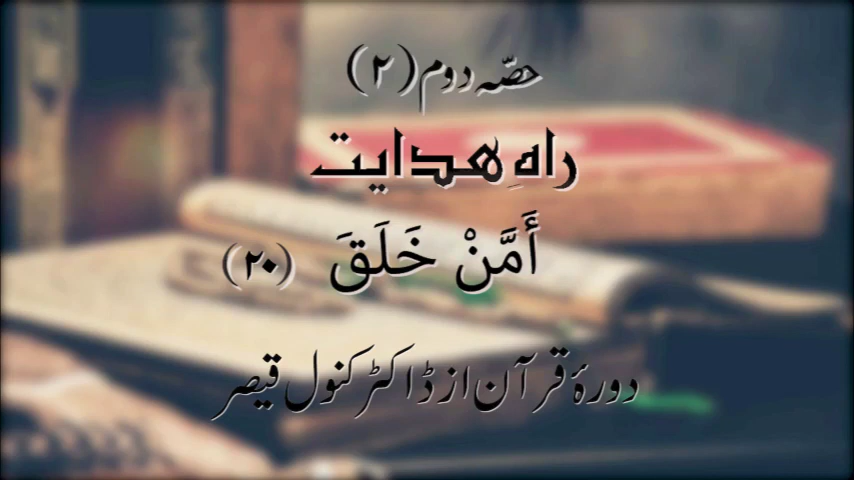 حصّہ دوم (۲)
راہِ ھدایت
أَمَّنْ خَلَقَ (۲۰)
دورۂ قرآن از ڈاکٹر کنول قیصر